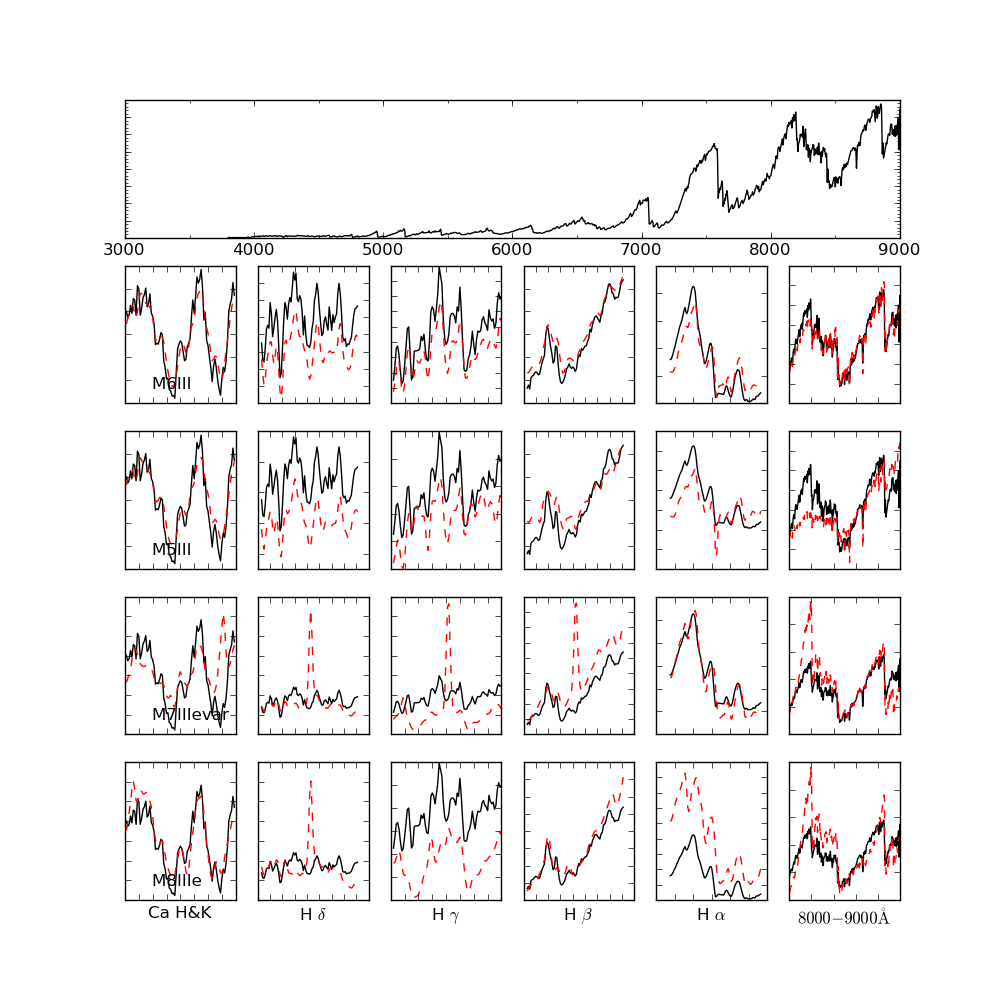 3000 4000 5000 6000 7000 8000 9000
M6III
M5III
M7IIIevar
M8IIIe
Ca H&K H δ H γ H β H α 8000−9000Å